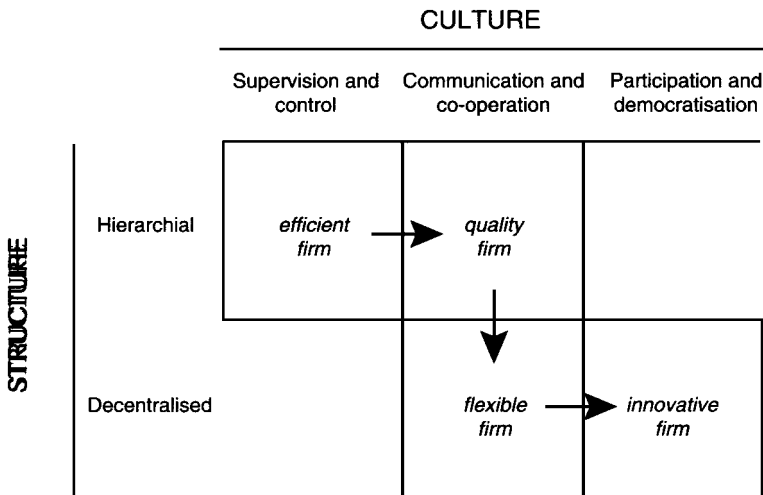 CULTURE
Supervision and
control
Communication and
co-operation
Participation and
democratisation
STRUCTURE
Hierarchial
efficient
firm
quality
firm
Decentralised
flexible
firm
innovative
firm